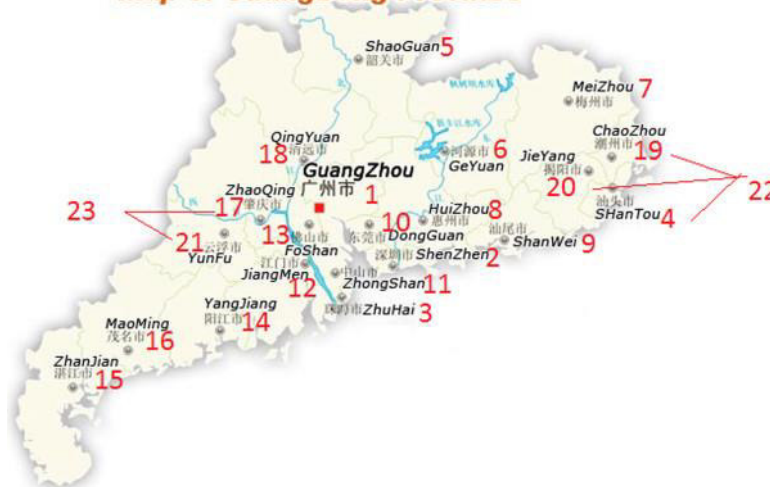 ShaoGuan 5
韶关市
MeiZhou 7
梅州市
ChaoZhou
潮州市 19
QingYuan
18 清远市
河源市 6
GeYuan
JieYang
揭阳市
20
汕头市
SHanTou 4
22
GuangZhou
广州市 1
23
17 ZhaoQing
肇庆市
13
佛山市
FoShan
10
东莞市
DongGuan
HuiZhou 8
惠州市
汕尾市
ShanWei 9
21 云浮市
YunFu
深圳市 ShenZhen 2
江门市
JiangMen 12
中山市
ZhongShan 11
珠海市 ZhuHai 3
YangJiang
阳江市 14
MaoMing
茂名市 16
ZhanJian
湛江市 15